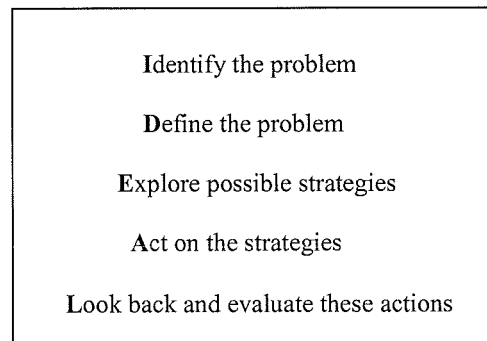 Identify the problem
Define the problem
Explore possible strategies
Act on the strategies
Look back and evaluate these actions